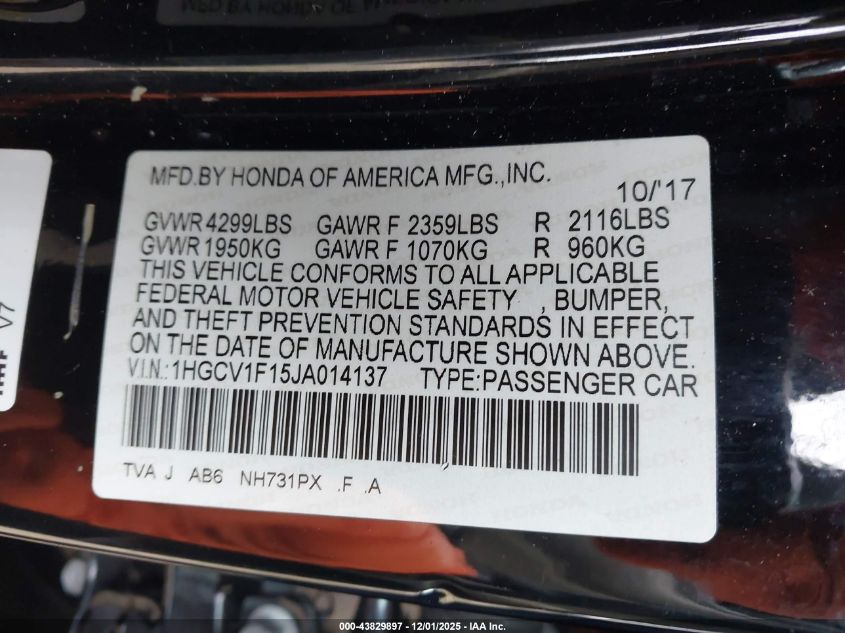 MFD.BY HONDA OF AMERICA MFG.,INC.
10/'17
GVWR 4299LBS GAWR F 2359LBS R 2116LBS
GVWR 1950KG GAWR F 1070KG R 960KG
THIS VEHICLE CONFORMS TO ALL APPLICABLE
FEDERAL MOTOR VEHICLE SAFETY , BUMPER,
AND THEFT PREVENTION STANDARDS IN EFFECT
ON THE DATE OF MANUFACTURE SHOWN ABOVE.
V.I.N.:1HGCV1F15JA014137 TYPE:PASSENGER CAR
TVA J AB6 NH731PX .F .A
V7
000-43829897 - 12/01/2025 - IAA Inc.